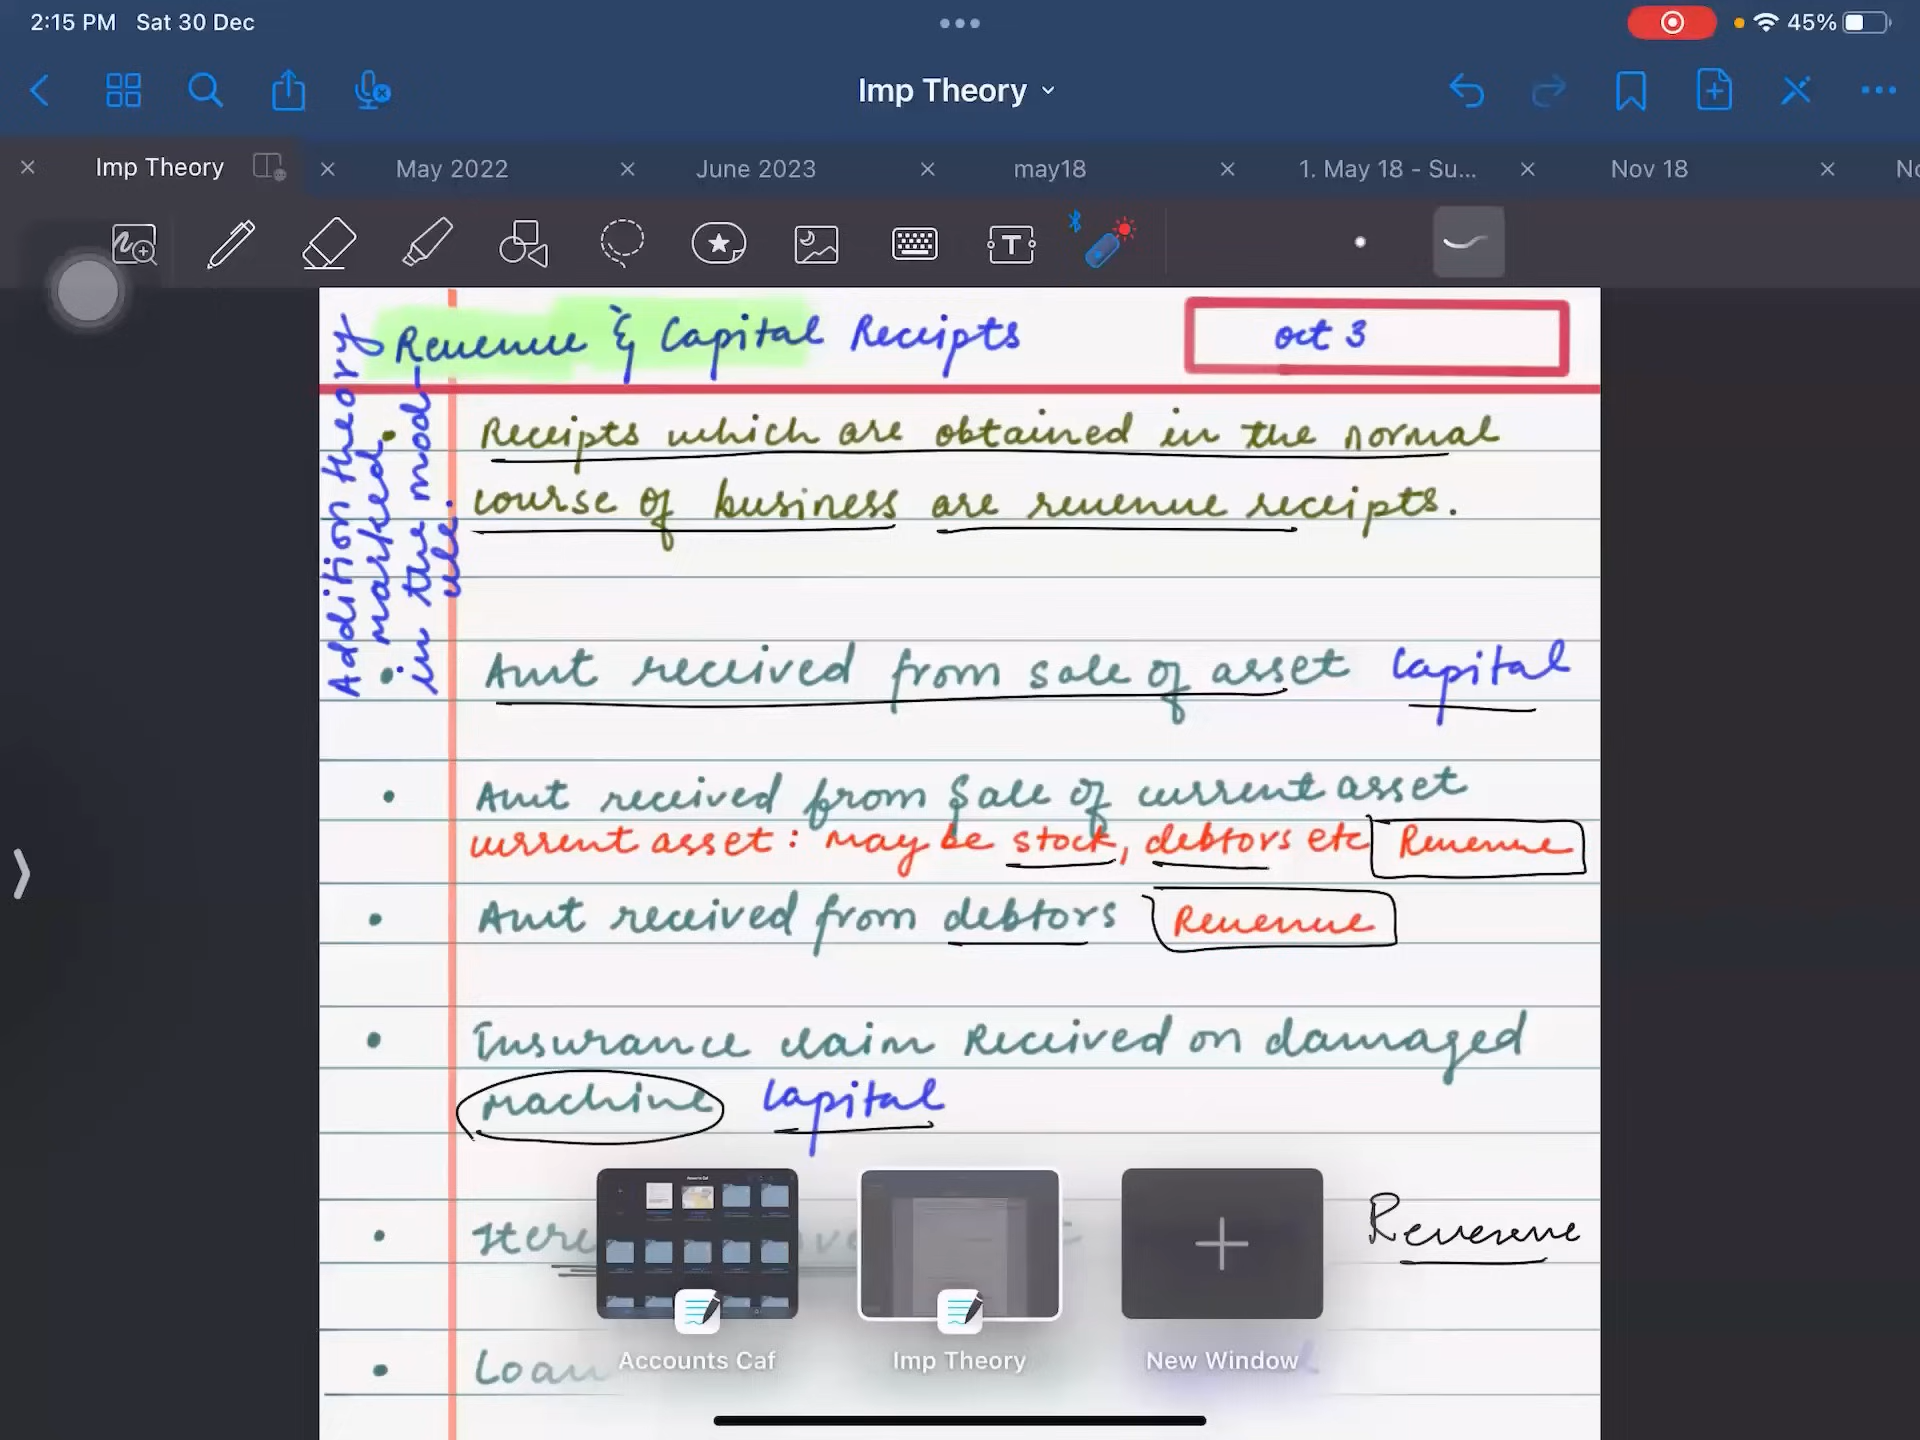 2:15 PM Sat 30 Dec
45%
Imp Theory
Imp Theory
May 2022
June 2023
may18
1. May 18 - Su...
Nov 18
No
Revenue & Capital Receipts
oct 3
Addition theory
marked
in the mod-
ule.
• Receipts which are obtained in the normal
course of business are revenue receipts.
• Amt received from sale of asset Capital
• Amt received from sale of current asset
current asset: may be stock, debtors etc Revenue
• Amt received from debtors Revenue
• Insurance claim Received on damaged
machine Capital
• Revenue
• Loan
Accounts Caf
Imp Theory
New Window